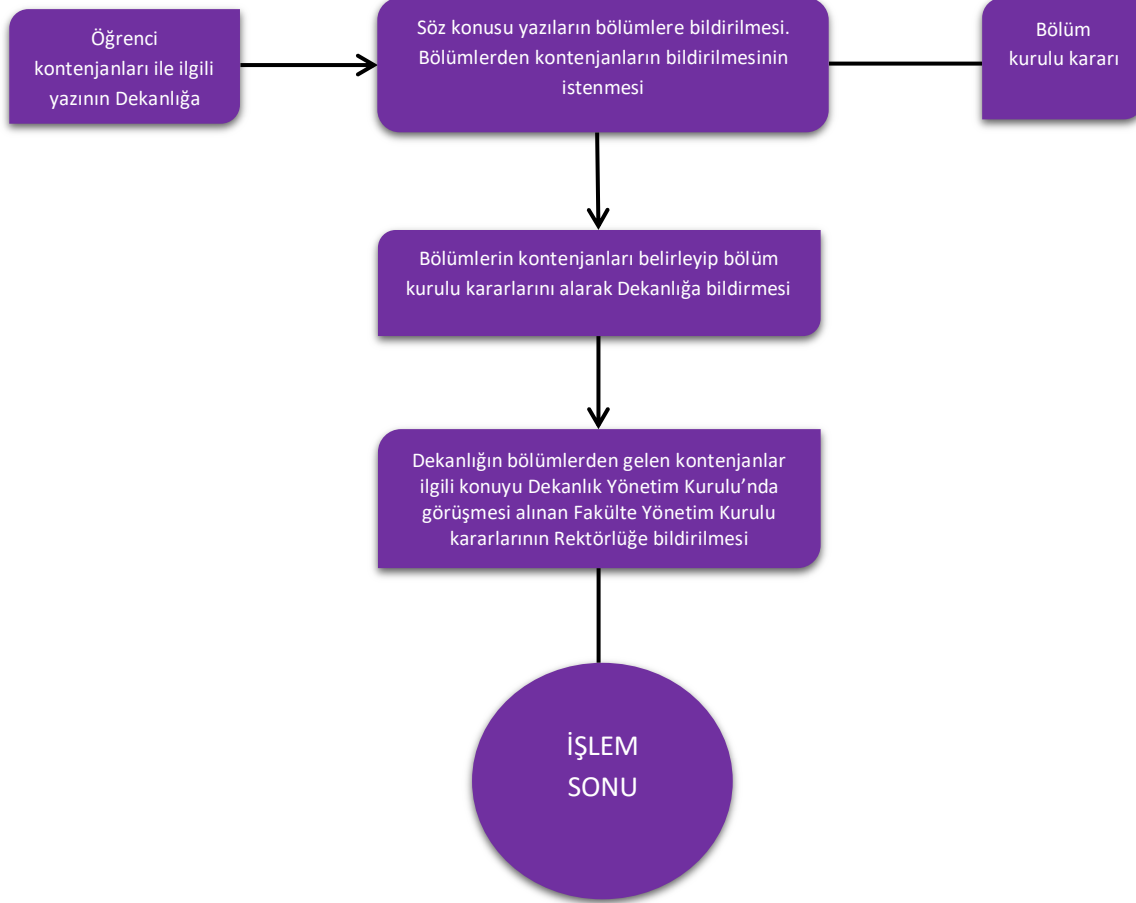 Öğrenci
kontenjanları ile ilgili
yazının Dekanlığa
Söz konusu yazıların bölümlere bildirilmesi.
Bölümlerden kontenjanların bildirilmesinin
istenmesi
Bölüm
kurulu kararı
Bölümlerin kontenjanları belirleyip bölüm
kurulu kararlarını alarak Dekanlığa bildirmesi
Dekanlığın bölümlerden gelen kontenjanlar
ilgili konuyu Dekanlık Yönetim Kurulu’nda
görüşmesi alınan Fakülte Yönetim Kurulu
kararlarının Rektörlüğe bildirilmesi
İŞLEM
SONU